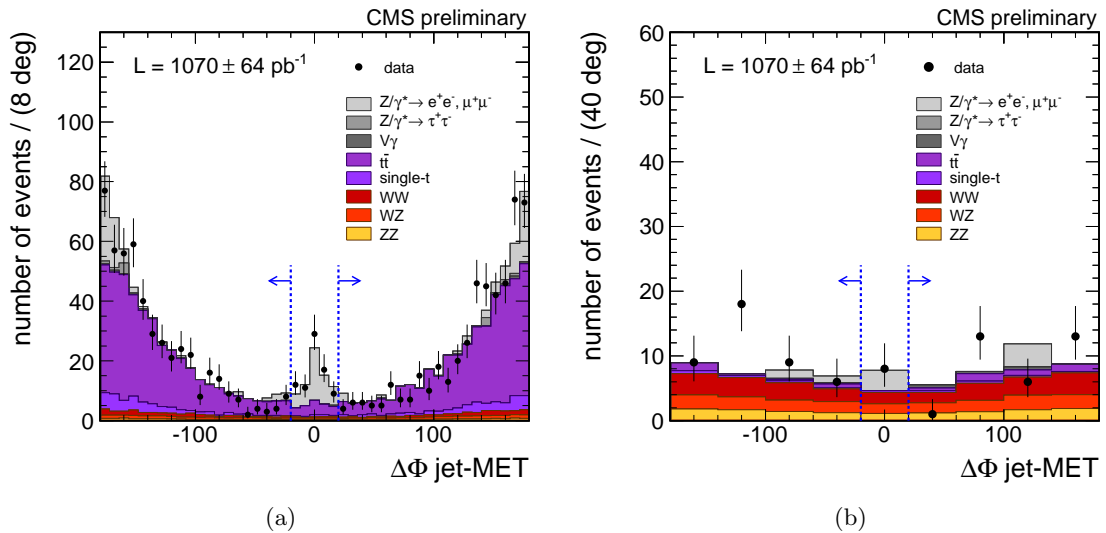 CMS preliminary
L = 1070 ± 64 pb⁻¹
data
Z/γ*→ e⁺e⁻, μ⁺μ⁻
Z/γ*→ τ⁺τ⁻
Vγ
tt̄
single-t
WW
WZ
ZZ
number of events / (8 deg)
120
100
80
60
40
20
0
-100 0 100
ΔΦ jet-MET
(a)
CMS preliminary
L = 1070 ± 64 pb⁻¹
data
Z/γ*→ e⁺e⁻, μ⁺μ⁻
Z/γ*→ τ⁺τ⁻
Vγ
tt̄
single-t
WW
WZ
ZZ
number of events / (40 deg)
60
50
40
30
20
10
0
-100 0 100
ΔΦ jet-MET
(b)